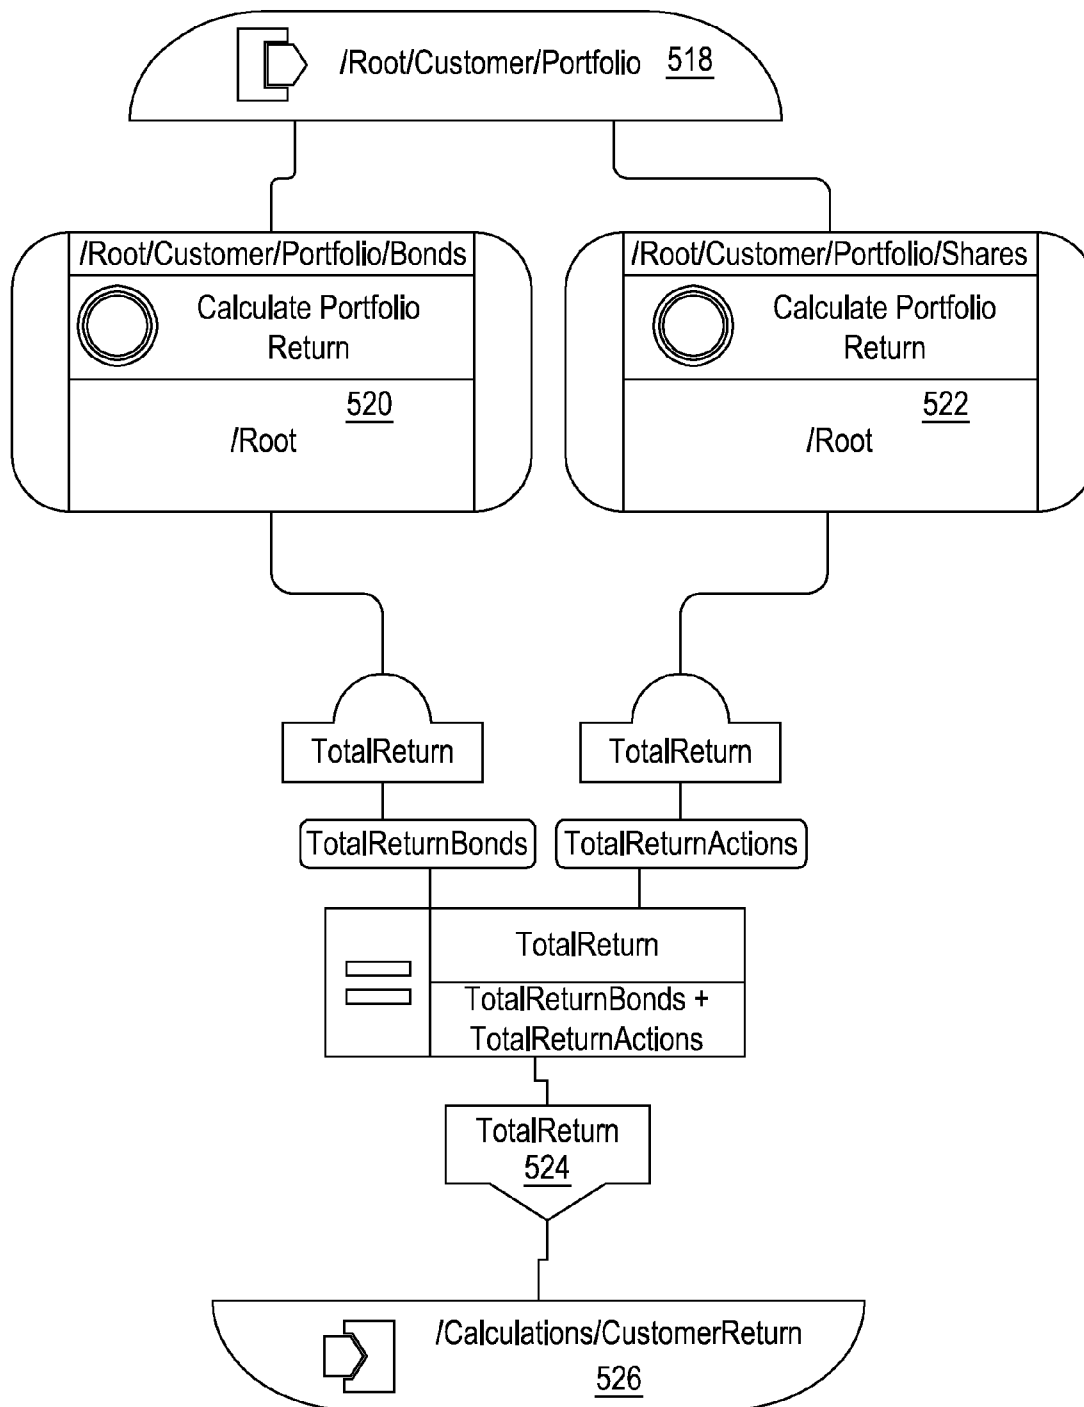 /Root/Customer/Portfolio 518
/Root/Customer/Portfolio/Bonds
Calculate Portfolio
Return
520
/Root
/Root/Customer/Portfolio/Shares
Calculate Portfolio
Return
522
/Root
TotalReturn
TotalReturn
TotalReturnBonds
TotalReturnActions
TotalReturn
TotalReturnBonds +
TotalReturnActions
TotalReturn
524
/Calculations/CustomerReturn
526